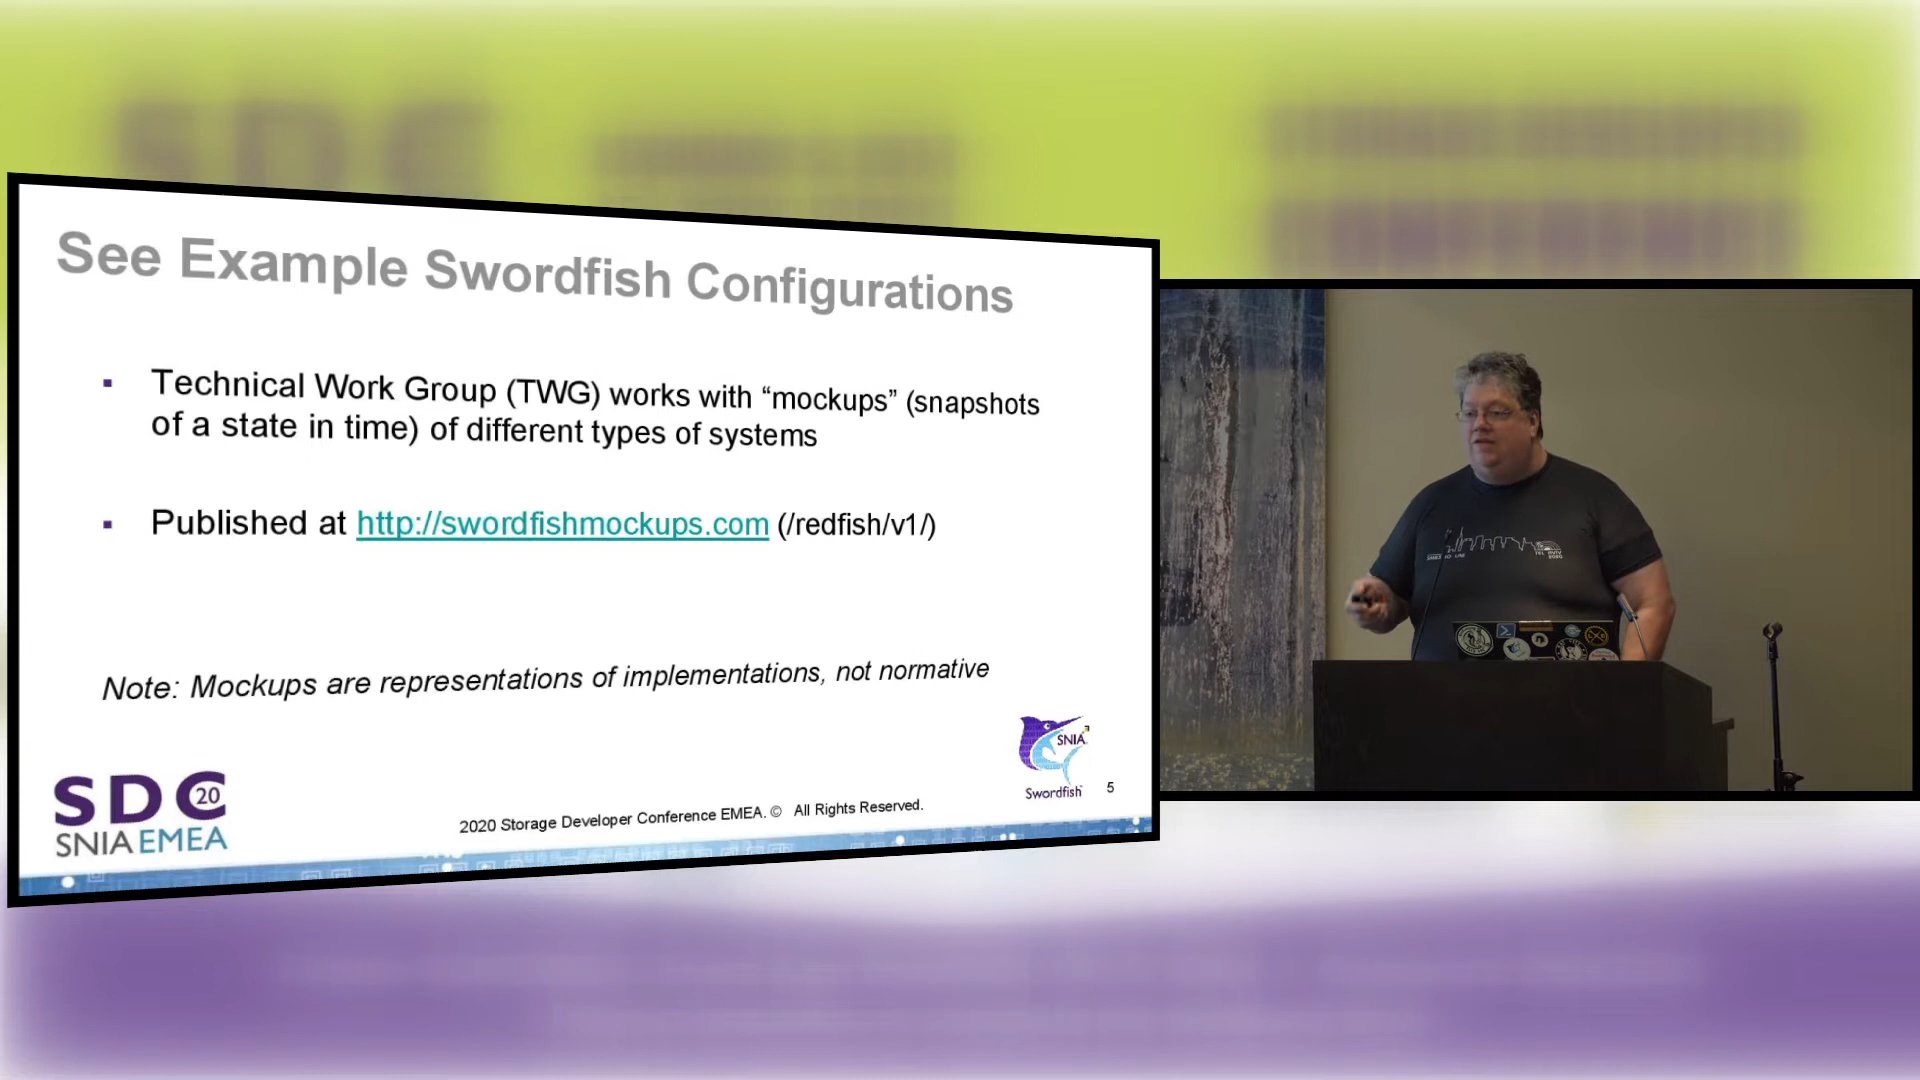 See Example Swordfish Configurations
▪ Technical Work Group (TWG) works with “mockups” (snapshots
of a state in time) of different types of systems
▪ Published at http://swordfishmockups.com (/redfish/v1/)
Note: Mockups are representations of implementations, not normative
SNIA
Swordfish
5
SDC
20
SNIA EMEA
2020 Storage Developer Conference EMEA. © All Rights Reserved.